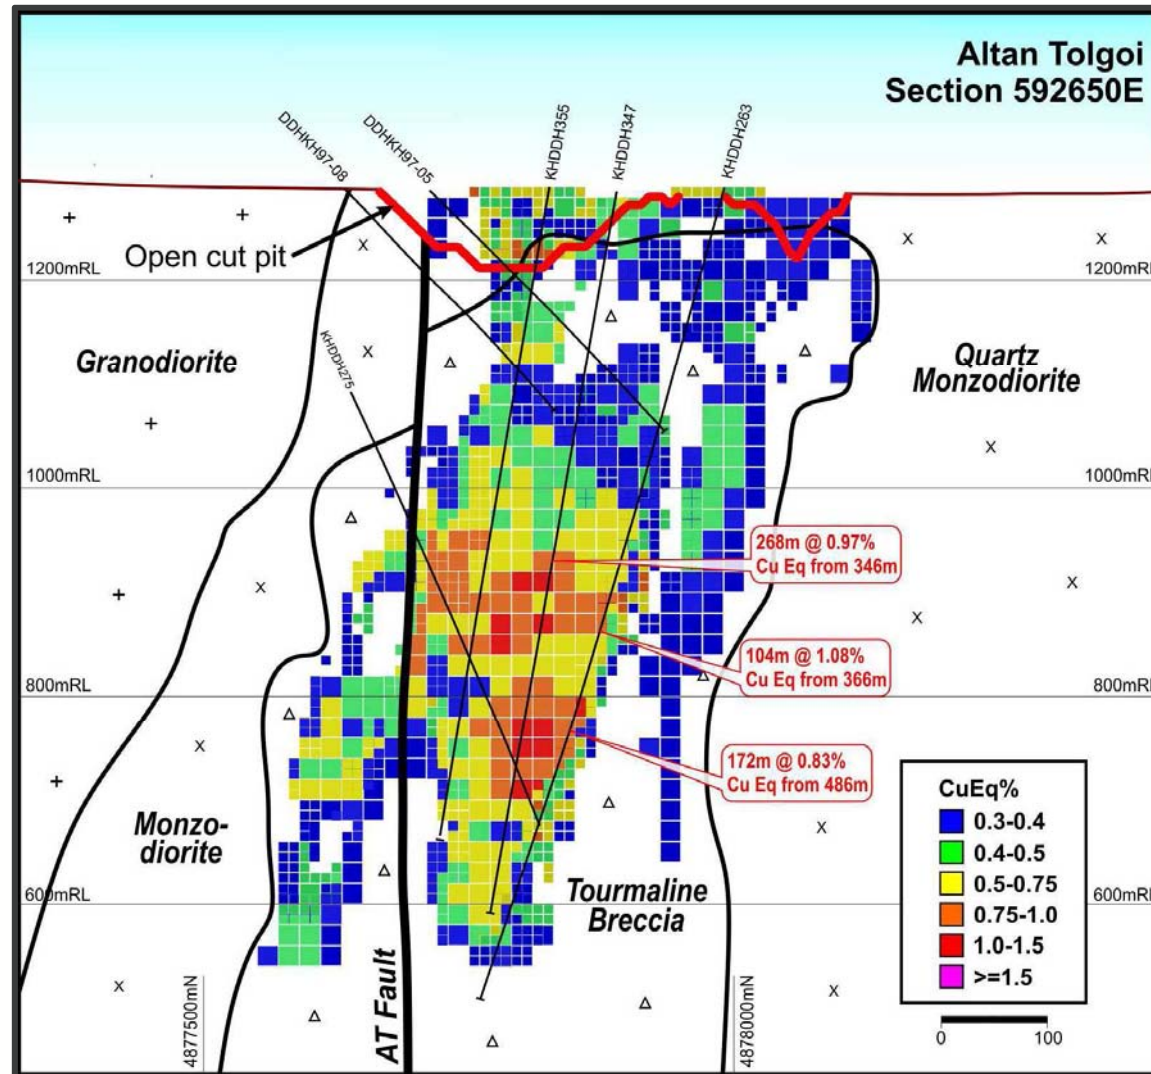 Altan Tolgoi
Section 592650E
DDHKH97-08
DDHKH97-05
KHDDH355
KHDDH347
KHDDH263
Open cut pit
1200mRL
1200mRL
KHDDH275
Granodiorite
Quartz
Monzodiorite
1000mRL
1000mRL
268m @ 0.97%
Cu Eq from 346m
104m @ 1.08%
Cu Eq from 366m
800mRL
800mRL
172m @ 0.83%
Cu Eq from 486m
Monzo-
diorite
Tourmaline
Breccia
600mRL
600mRL
AT Fault
4877500mN
4878000mN
CuEq%
0.3-0.4
0.4-0.5
0.5-0.75
0.75-1.0
1.0-1.5
>=1.5
0 100